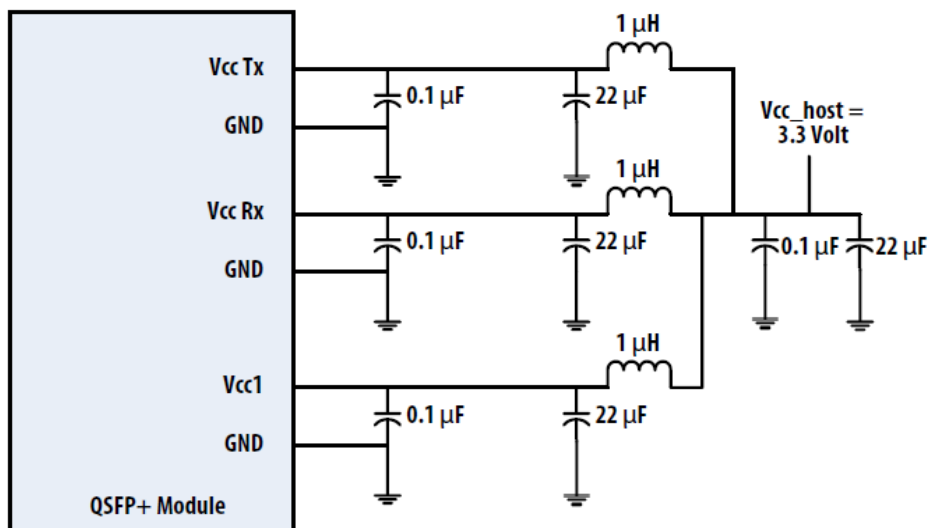 1 μH
Vcc Tx
0.1 μF
22 μF
GND
Vcc_host =
3.3 Volt
1 μH
Vcc Rx
0.1 μF
22 μF
0.1 μF
22 μF
GND
1 μH
Vcc1
0.1 μF
22 μF
GND
QSFP+ Module